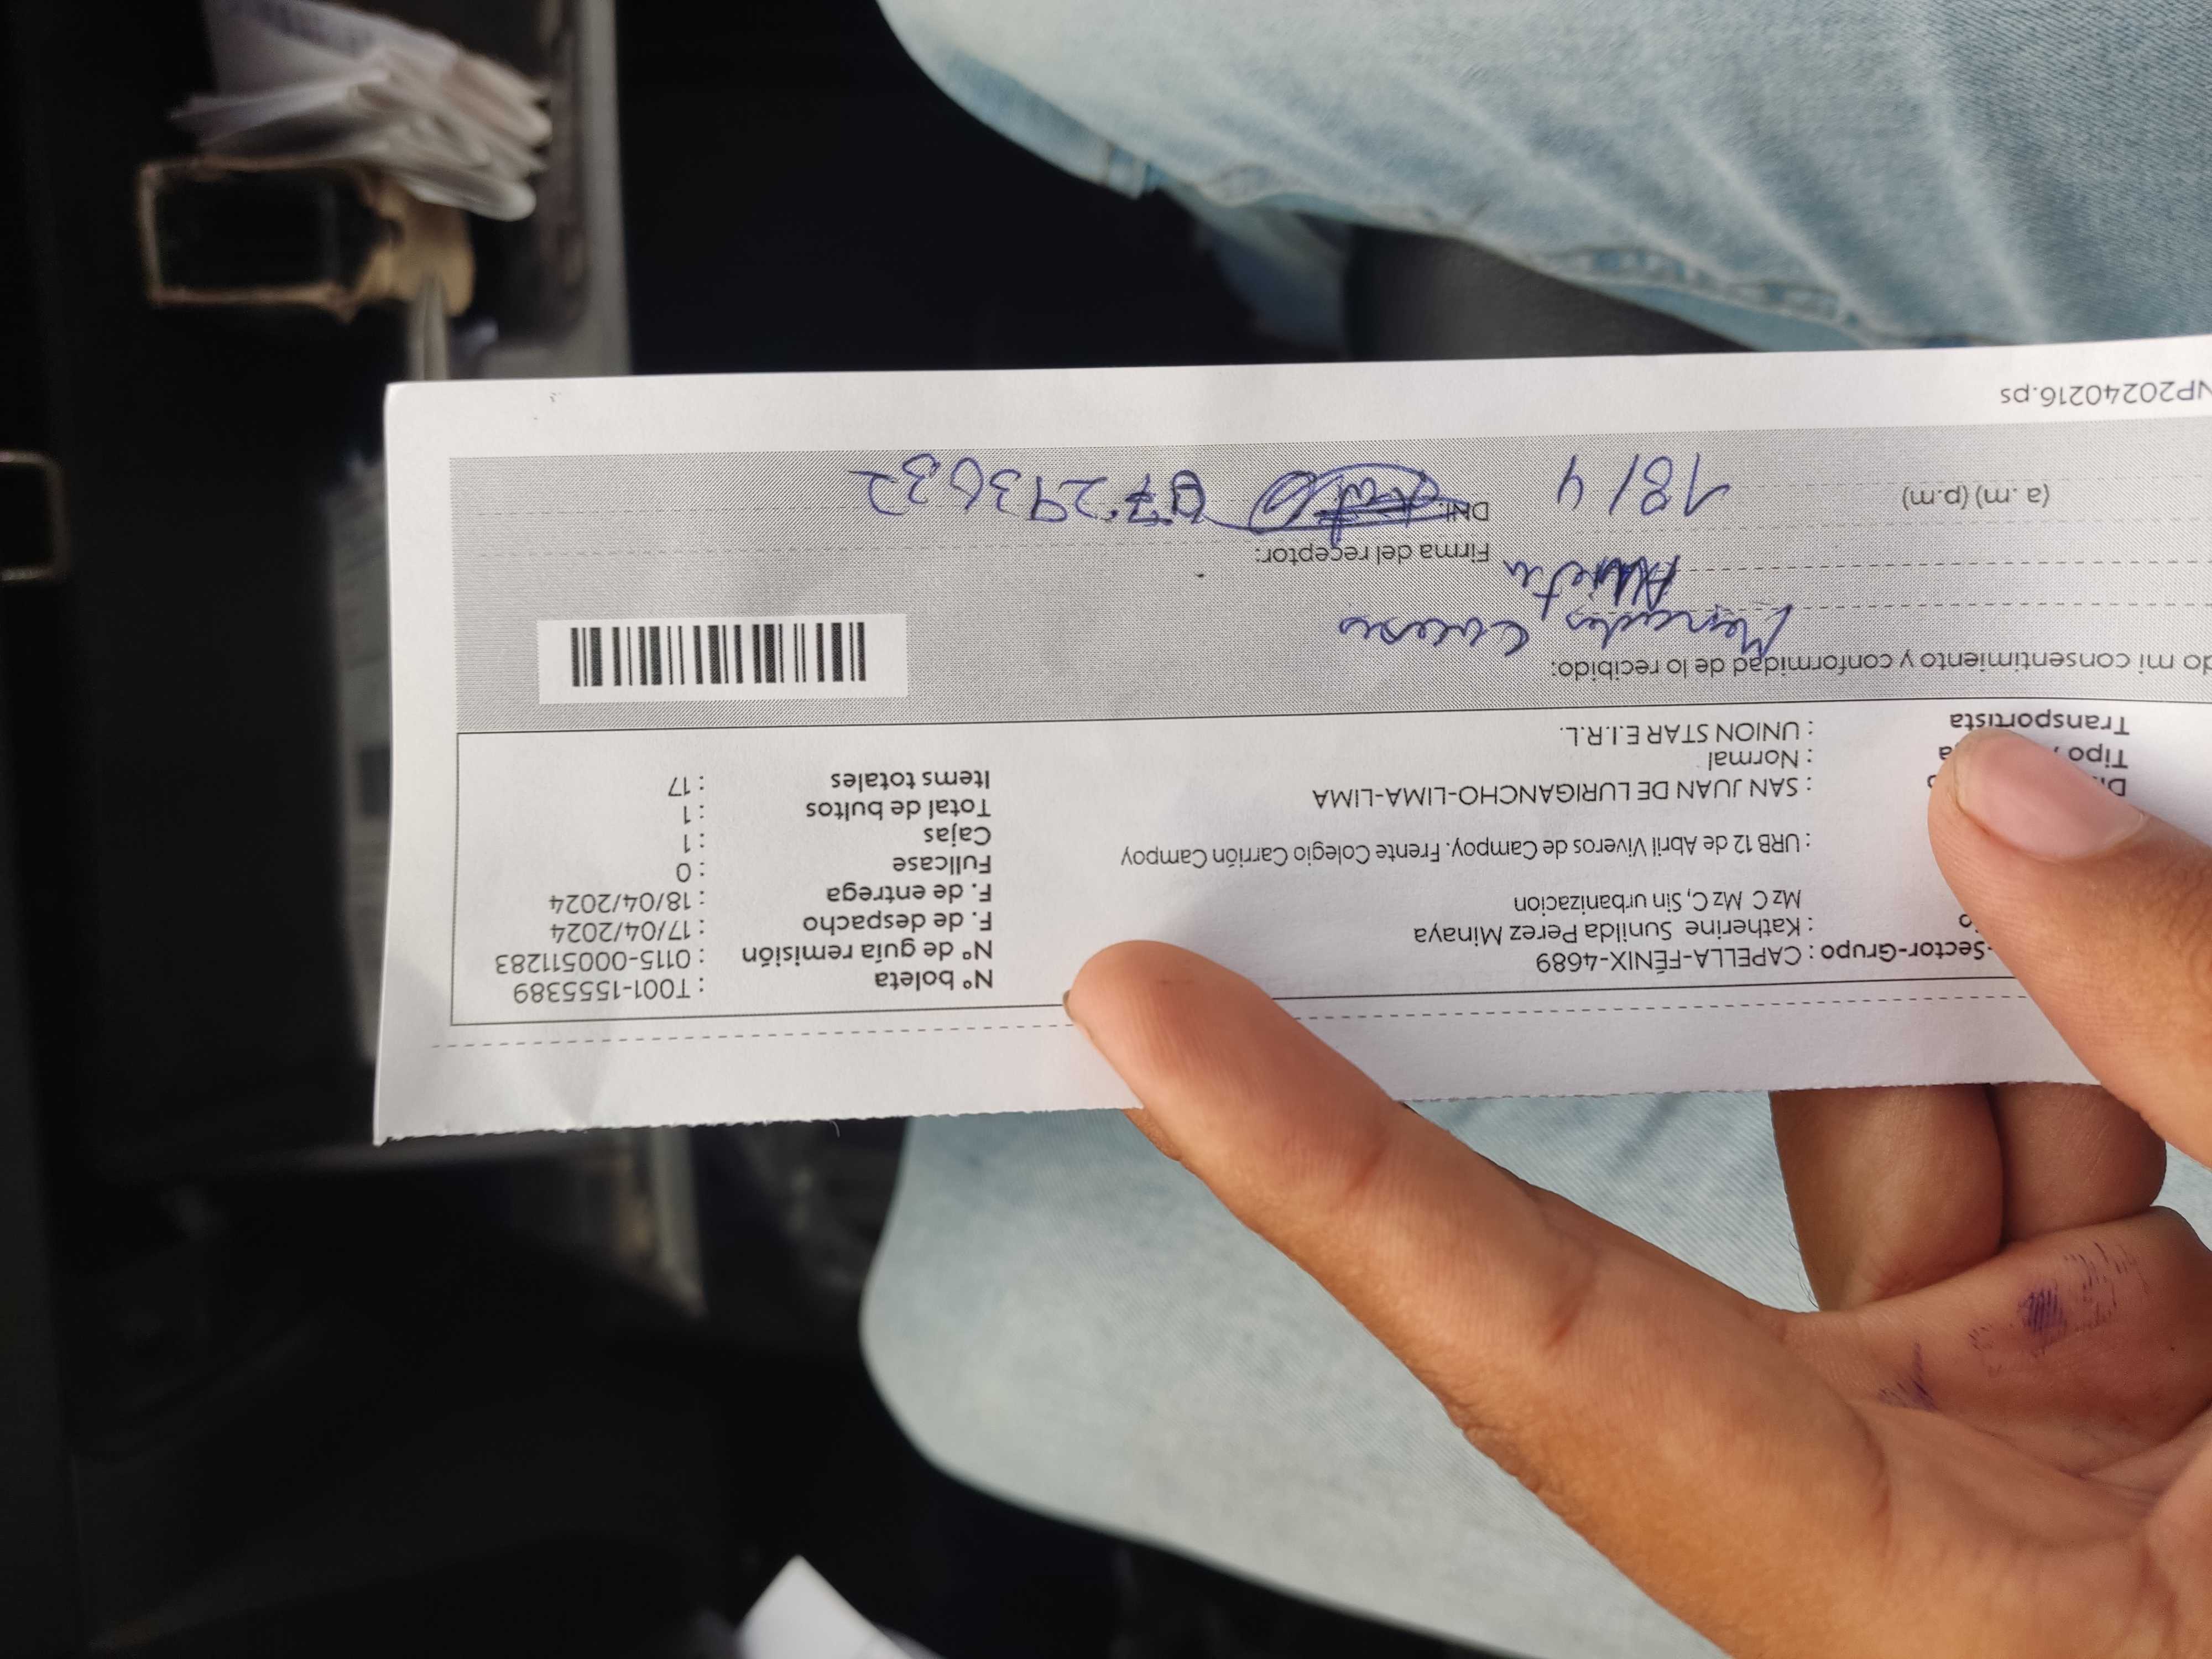 -Sector-Grupo : CAPELLA-FÉNIX-4689
: Katherine Sunilda Perez Minaya
Mz C Mz C, Sin urbanizacion
: URB 12 de Abril Viveros de Campoy. Frente Colegio Carrión Campoy
: SAN JUAN DE LURIGANCHO-LIMA-LIMA
Tipo : Normal
Transportista : UNION STAR E.I.R.L.
N° boleta : T001-1555389
N° de guía remisión : 0115-000511283
F. de despacho : 17/04/2024
F. de entrega : 18/04/2024
Fullcase : 0
Cajas : 1
Total de bultos : 1
Items totales : 17
do mi consentimiento y conformidad de lo recibido:
Mercedes
Firma del receptor:
(a .m) (p.m) 18/4
DNI: 07293632
NP20240216.ps